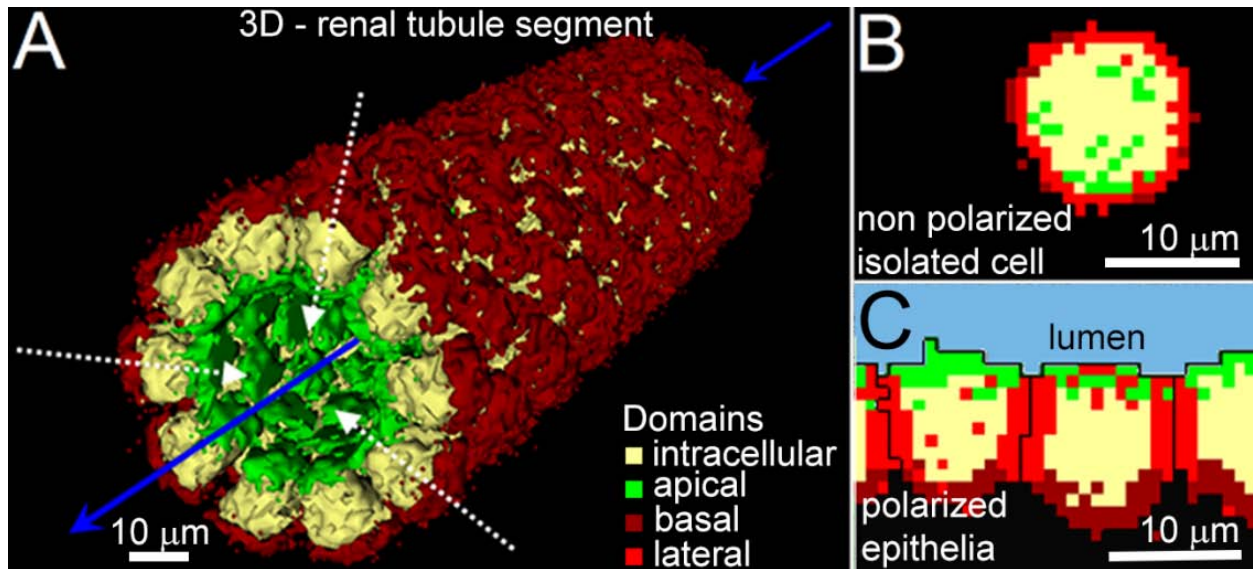 A
3D - renal tubule segment
10 μm
Domains
intracellular
apical
basal
lateral
B
non polarized
isolated cell
10 μm
C
lumen
polarized
epithelia
10 μm